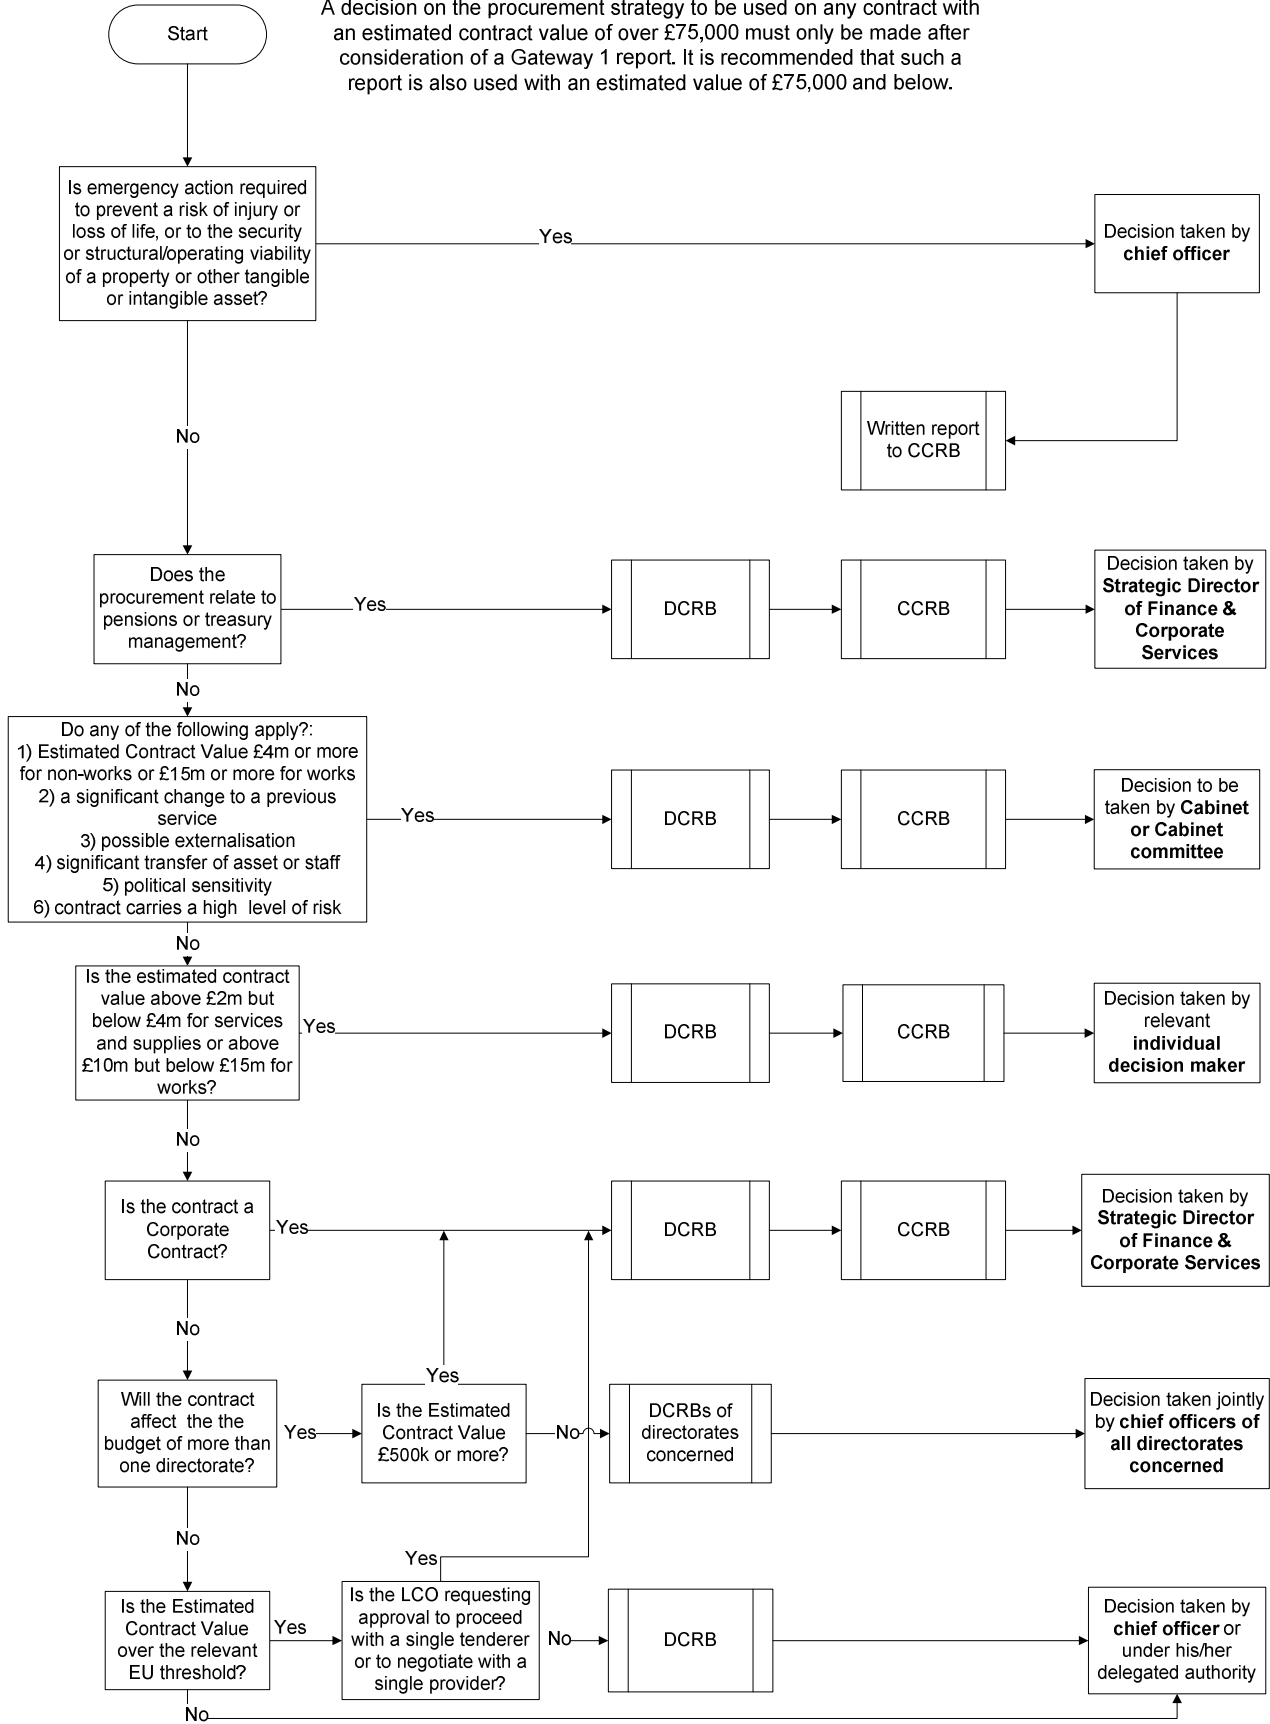 A decision on the procurement strategy to be used on any contract with
an estimated contract value of over £75,000 must only be made after
consideration of a Gateway 1 report. It is recommended that such a
report is also used with an estimated value of £75,000 and below.
Start
Is emergency action required
to prevent a risk of injury or
loss of life, or to the security
or structural/operating viability
of a property or other tangible
or intangible asset?
Yes
Decision taken by
chief officer
Written report
to CCRB
No
Does the
procurement relate to
pensions or treasury
management?
Yes
DCRB
CCRB
Decision taken by
Strategic Director
of Finance &
Corporate
Services
No
Do any of the following apply?:
1) Estimated Contract Value £4m or more
for non-works or £15m or more for works
2) a significant change to a previous
service
3) possible externalisation
4) significant transfer of asset or staff
5) political sensitivity
6) contract carries a high level of risk
Yes
DCRB
CCRB
Decision to be
taken by Cabinet
or Cabinet
committee
No
Is the estimated contract
value above £2m but
below £4m for services
and supplies or above
£10m but below £15m for
works?
Yes
DCRB
CCRB
Decision taken by
relevant
individual
decision maker
No
Is the contract a
Corporate
Contract?
Yes
DCRB
CCRB
Decision taken by
Strategic Director
of Finance &
Corporate Services
No
Will the contract
affect the the
budget of more than
one directorate?
Yes
Is the Estimated
Contract Value
£500k or more?
Yes
No
DCRBs of
directorates
concerned
Decision taken jointly
by chief officers of
all directorates
concerned
No
Is the Estimated
Contract Value
over the relevant
EU threshold?
Yes
Is the LCO requesting
approval to proceed
with a single tenderer
or to negotiate with a
single provider?
Yes
No
DCRB
Decision taken by
chief officer or
under his/her
delegated authority
No